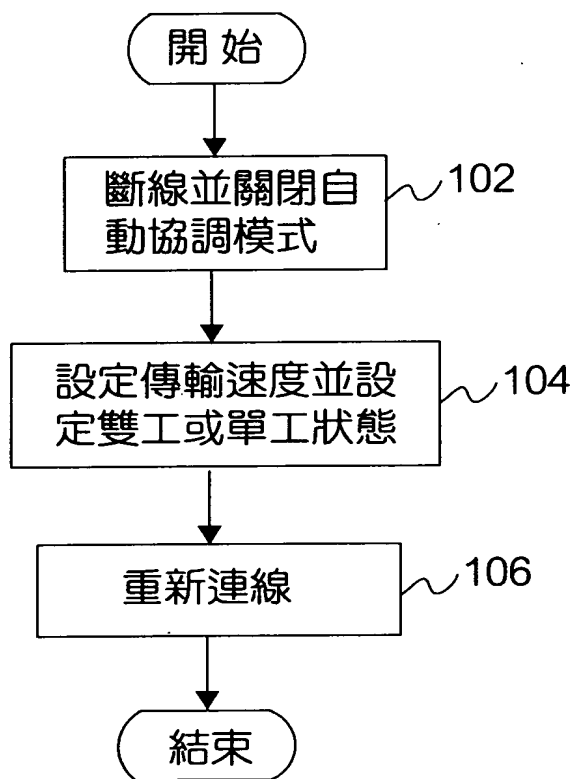 開始
斷線並關閉自
動協調模式
102
設定傳輸速度並設
定雙工或單工狀態
104
重新連線
106
結束